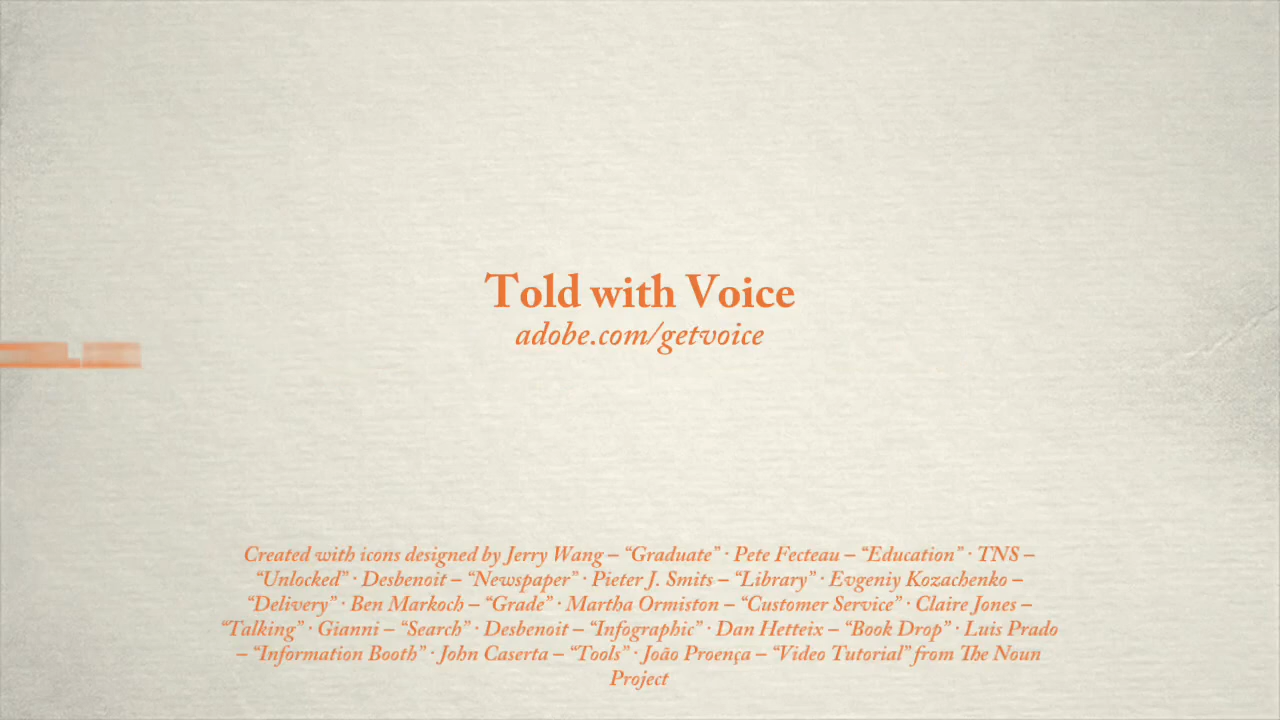 Told with Voice
adobe.com/getvoice
Created with icons designed by Jerry Wang – “Graduate” · Pete Fecteau – “Education” · TNS –
“Unlocked” · Desbenoit – “Newspaper” · Pieter J. Smits – “Library” · Evgeniy Kozachenko –
“Delivery” · Ben Markoch – “Grade” · Martha Ormiston – “Customer Service” · Claire Jones –
“Talking” · Gianni – “Search” · Desbenoit – “Infographic” · Dan Hetteix – “Book Drop” · Luis Prado
– “Information Booth” · John Caserta – “Tools” · João Proença – “Video Tutorial” from The Noun
Project